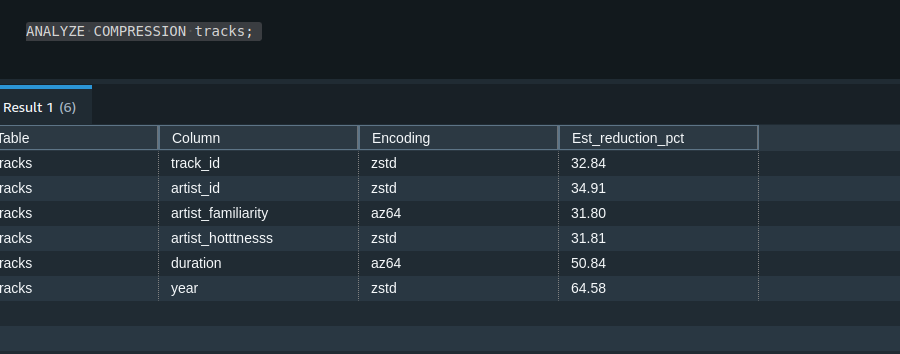 ANALYZE COMPRESSION tracks;
Result 1 (6)
Table Column Encoding Est_reduction_pct
racks track_id zstd 32.84
racks artist_id zstd 34.91
racks artist_familiarity az64 31.80
racks artist_hotttnesss zstd 31.81
racks duration az64 50.84
racks year zstd 64.58